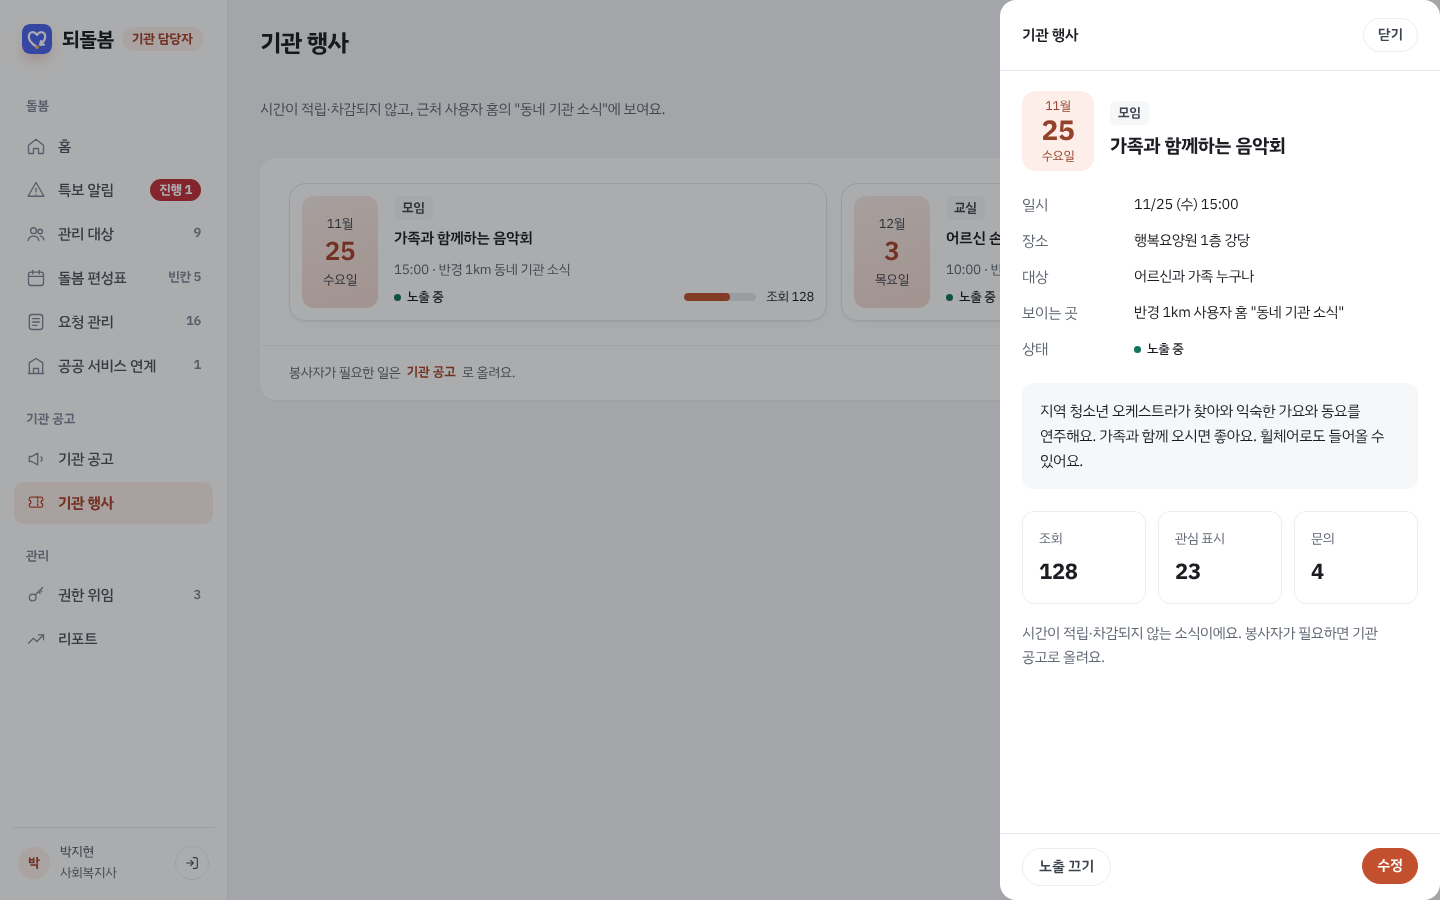 되돌봄 기관 담당자
돌봄
홈
특보 알림 진행 1
관리 대상 9
돌봄 편성표 빈칸 5
요청 관리 16
공공 서비스 연계 1
기관 공고
기관 공고
기관 행사
관리
권한 위임 3
리포트
박 박지현
사회복지사
기관 행사
시간이 적립·차감되지 않고, 근처 사용자 홈의 "동네 기관 소식"에 보여요.
11월
25
수요일
모임
가족과 함께하는 음악회
15:00 · 반경 1km 동네 기관 소식
노출 중 조회 128
12월
3
목요일
교실
어르신 손
10:00 · 
노출 중
봉사자가 필요한 일은 기관 공고 로 올려요.
기관 행사 닫기
11월
25
수요일
모임
가족과 함께하는 음악회
일시 11/25 (수) 15:00
장소 행복요양원 1층 강당
대상 어르신과 가족 누구나
보이는 곳 반경 1km 사용자 홈 "동네 기관 소식"
상태 노출 중
지역 청소년 오케스트라가 찾아와 익숙한 가요와 동요를
연주해요. 가족과 함께 오시면 좋아요. 휠체어로도 들어올 수
있어요.
조회 관심 표시 문의
128 23 4
시간이 적립·차감되지 않는 소식이에요. 봉사자가 필요하면 기관
공고로 올려요.
노출 끄기 수정